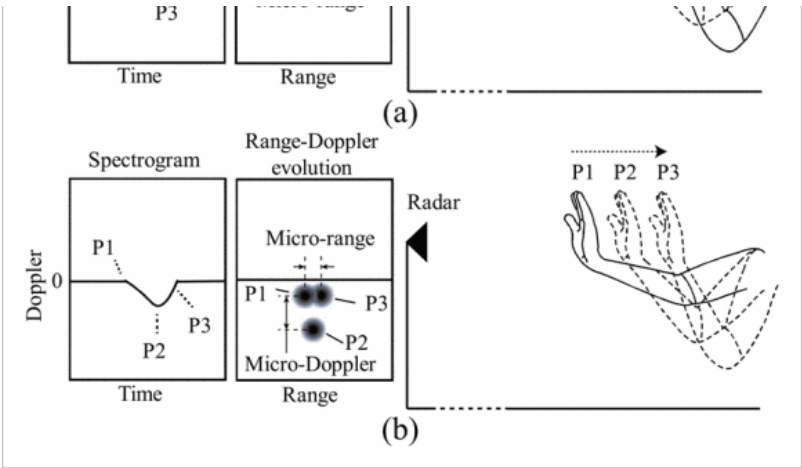 P3
Time
Range
(a)
Spectrogram
Range-Doppler
evolution
P1 P2 P3
Radar
Doppler
0
P1
P2
P3
Micro-range
P1
P3
P2
Micro-Doppler
Time
Range
(b)